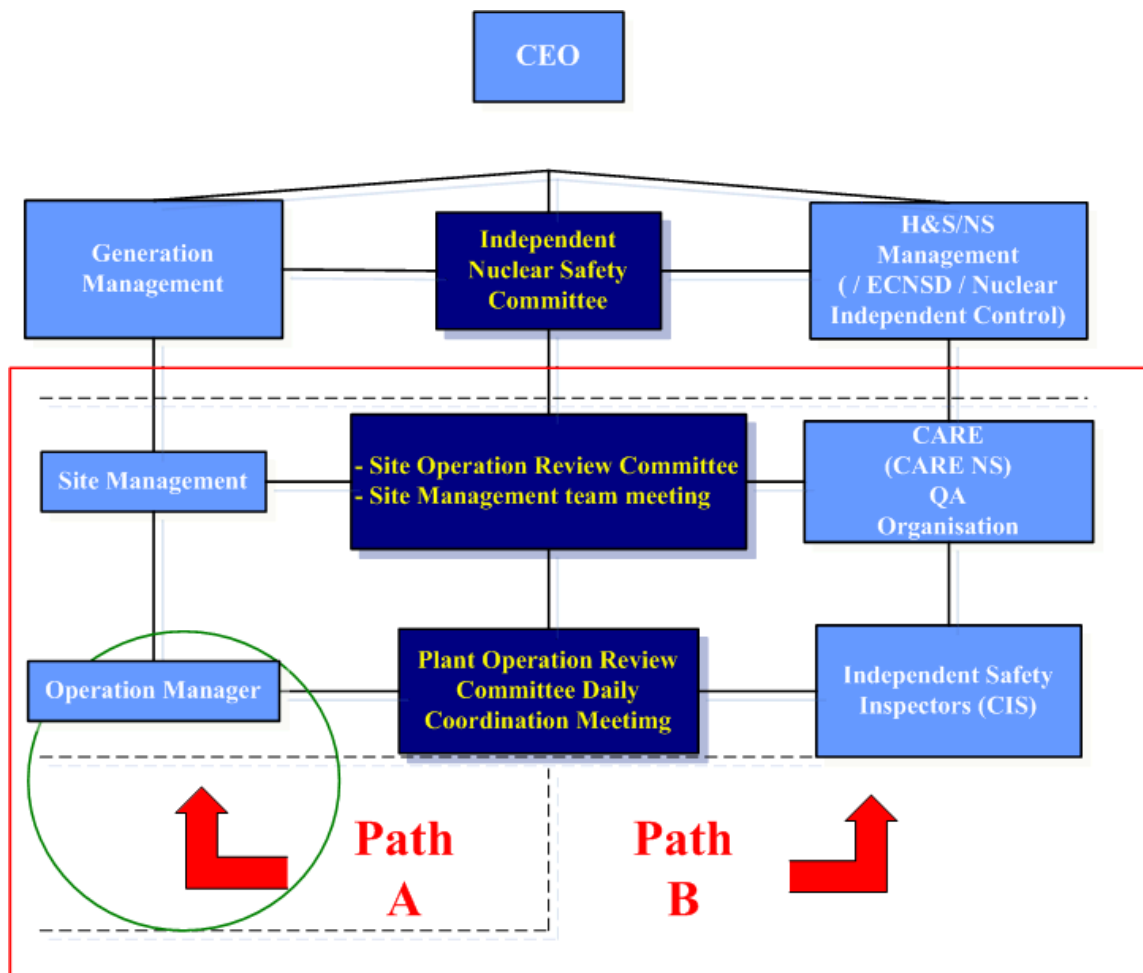 CEO
Generation
Management
Independent
Nuclear Safety
Committee
H&S/NS
Management
( / ECNSD / Nuclear
Independent Control)
Site Management
- Site Operation Review Committee
- Site Management team meeting
CARE
(CARE NS)
QA
Organisation
Operation Manager
Plant Operation Review
Committee Daily
Coordination Meetimg
Independent Safety
Inspectors (CIS)
Path
A
Path
B